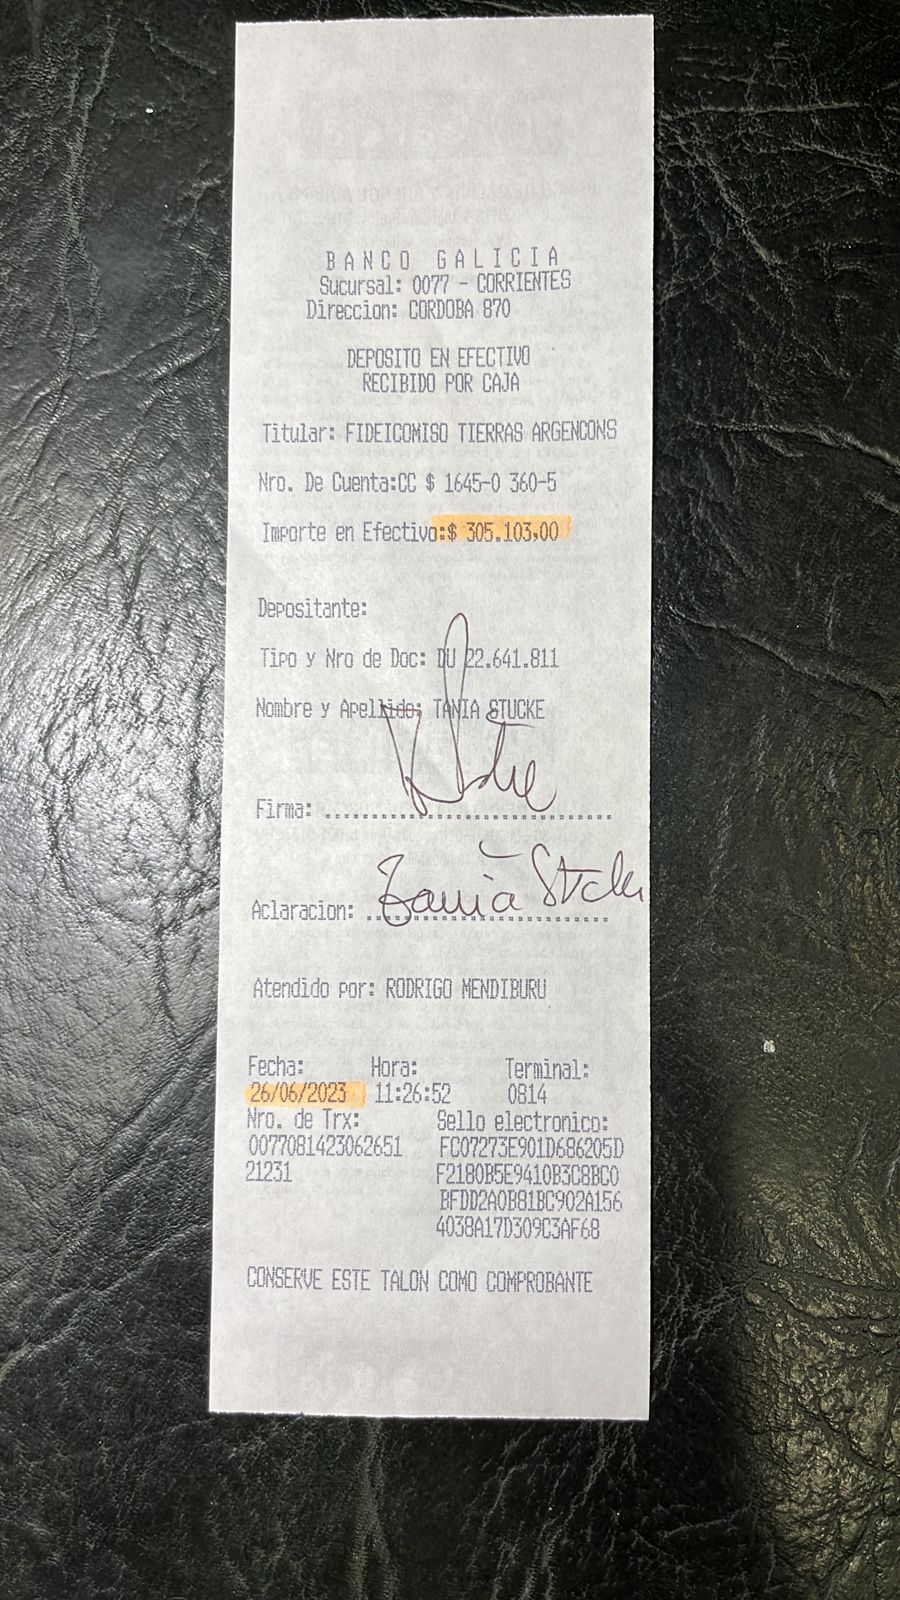 BANCO GALICIA
Sucursal: 0077 - CORRIENTES
Direccion: CORDOBA 870
DEPOSITO EN EFECTIVO
RECIBIDO POR CAJA
Titular: FIDEICOMISO TIERRAS ARGENCONS
Nro. De Cuenta:CC $ 1645-0 360-5
Importe en Efectivo:$ 305.103,00
Depositante:
Tipo y Nro de Doc: DU 22.641.811
Nombre y Apellido: TANIA STUCKE
Firma:
Aclaracion: Tania Stucke
Atendido por: RODRIGO MENDIBURU
Fecha: Hora: Terminal:
26/06/2023 11:26:52 0814
Nro. de Trx: Sello electronico:
0077081423062651 FC07273E901D686205D
21231 F2180B5E9410B3C8BC0
BFDD2A0B81BC902A156
4038A17D309C3AF68
CONSERVE ESTE TALON COMO COMPROBANTE